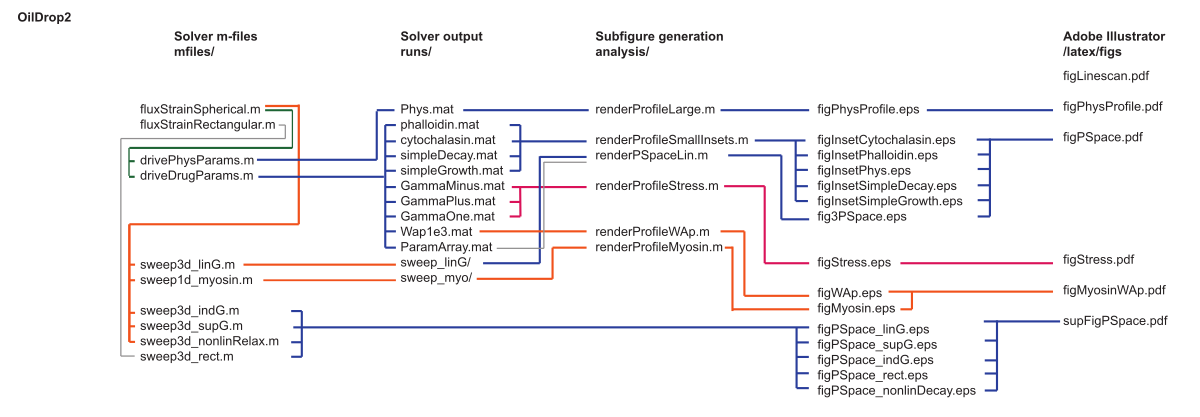 OilDrop2
Solver m-files
mfiles/
Solver output
runs/
Subfigure generation
analysis/
Adobe Illustrator
/latex/figs
figLinescan.pdf
fluxStrainSpherical.m
fluxStrainRectangular.m
drivePhysParams.m
driveDrugParams.m
sweep3d_linG.m
sweep1d_myosin.m
sweep3d_indG.m
sweep3d_supG.m
sweep3d_nonlinRelax.m
sweep3d_rect.m
Phys.mat
phalloidin.mat
cytochalasin.mat
simpleDecay.mat
simpleGrowth.mat
GammaMinus.mat
GammaPlus.mat
GammaOne.mat
Wap1e3.mat
ParamArray.mat
sweep_linG/
sweep_myo/
renderProfileLarge.m
renderProfileSmallInsets.m
renderPSpaceLin.m
renderProfileStress.m
renderProfileWAp.m
renderProfileMyosin.m
figPhysProfile.eps
figInsetCytochalasin.eps
figInsetPhalloidin.eps
figInsetPhys.eps
figInsetSimpleDecay.eps
figInsetSimpleGrowth.eps
fig3PSpace.eps
figStress.eps
figWAp.eps
figMyosin.eps
figPSpace_linG.eps
figPSpace_supG.eps
figPSpace_indG.eps
figPSpace_rect.eps
figPSpace_nonlinDecay.eps
figPhysProfile.pdf
figPSpace.pdf
figStress.pdf
figMyosinWAp.pdf
supFigPSpace.pdf